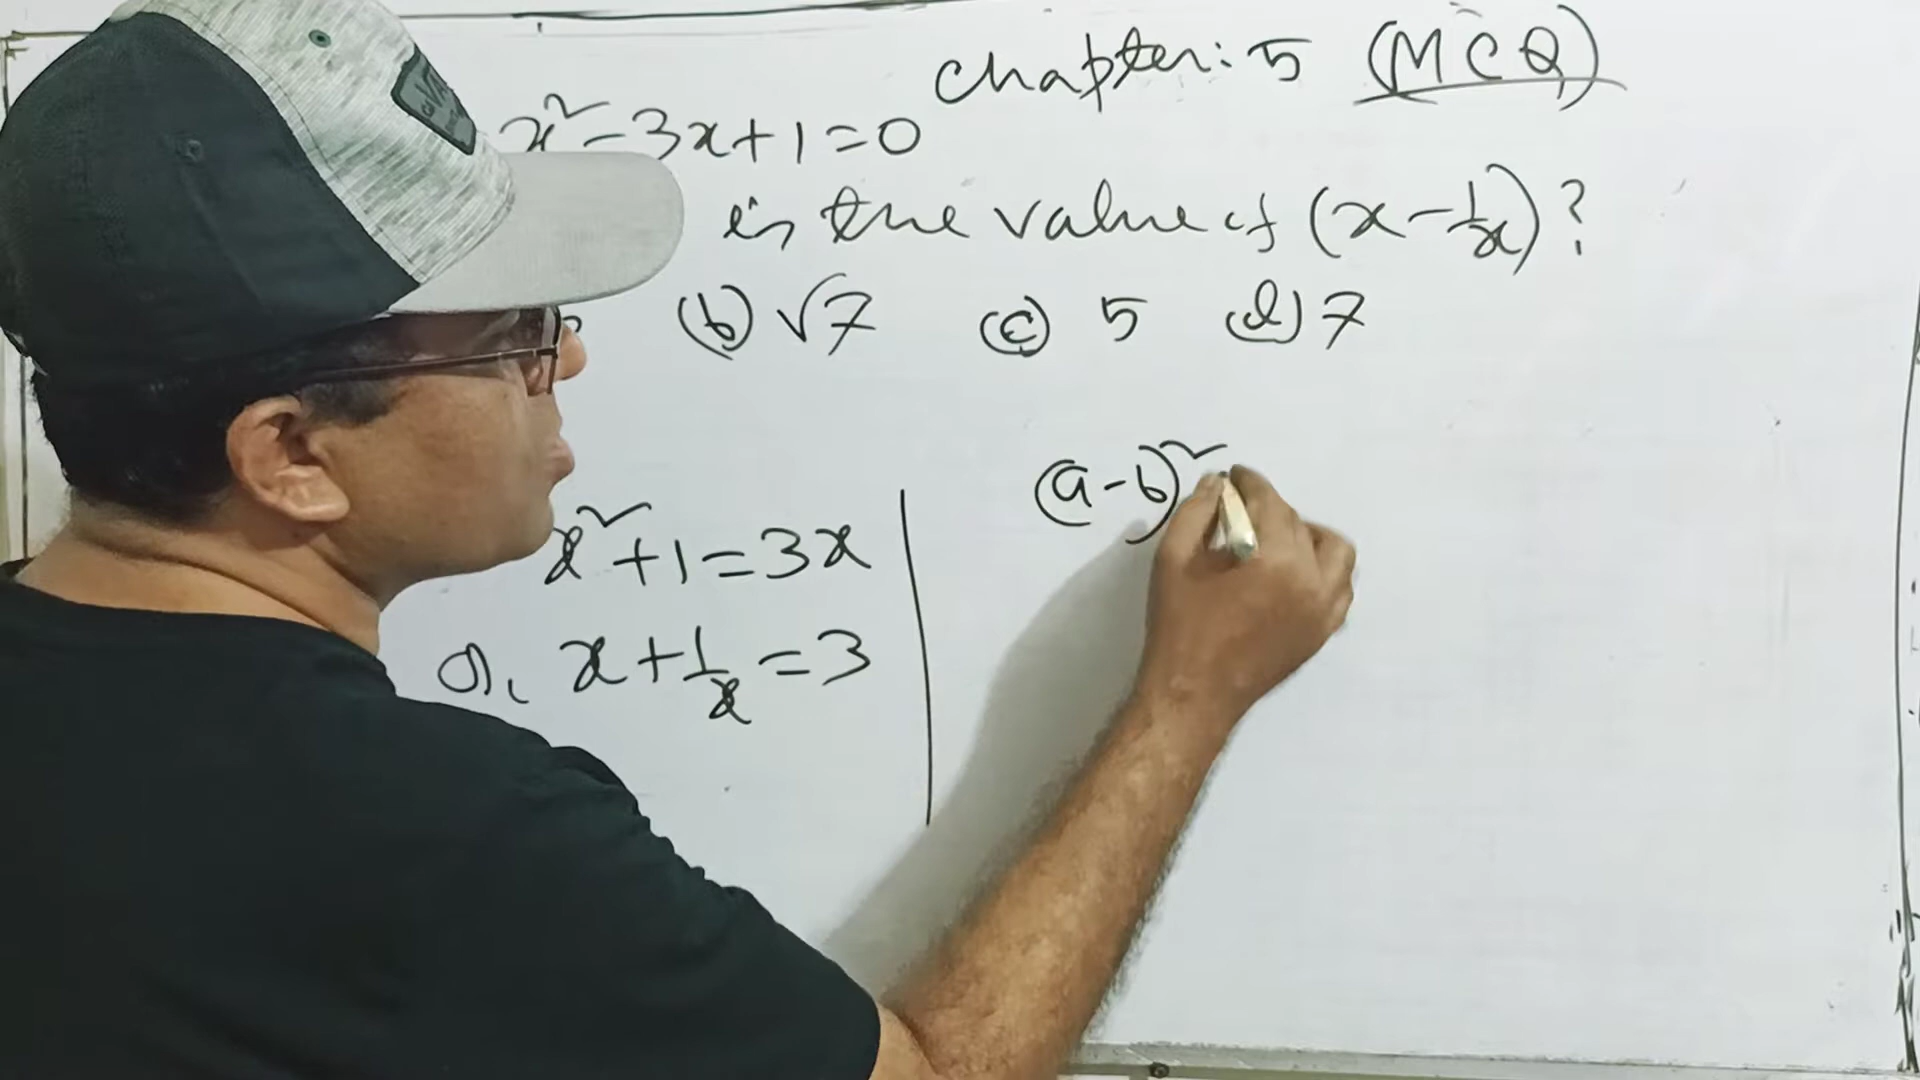 Chapter: 5 (MCQ)
x² - 3x + 1 = 0
is the value of (x - 1/x) ?
(b) √7 (c) 5 (d) 7
x² + 1 = 3x
x + 1/x = 3
(a - b)²